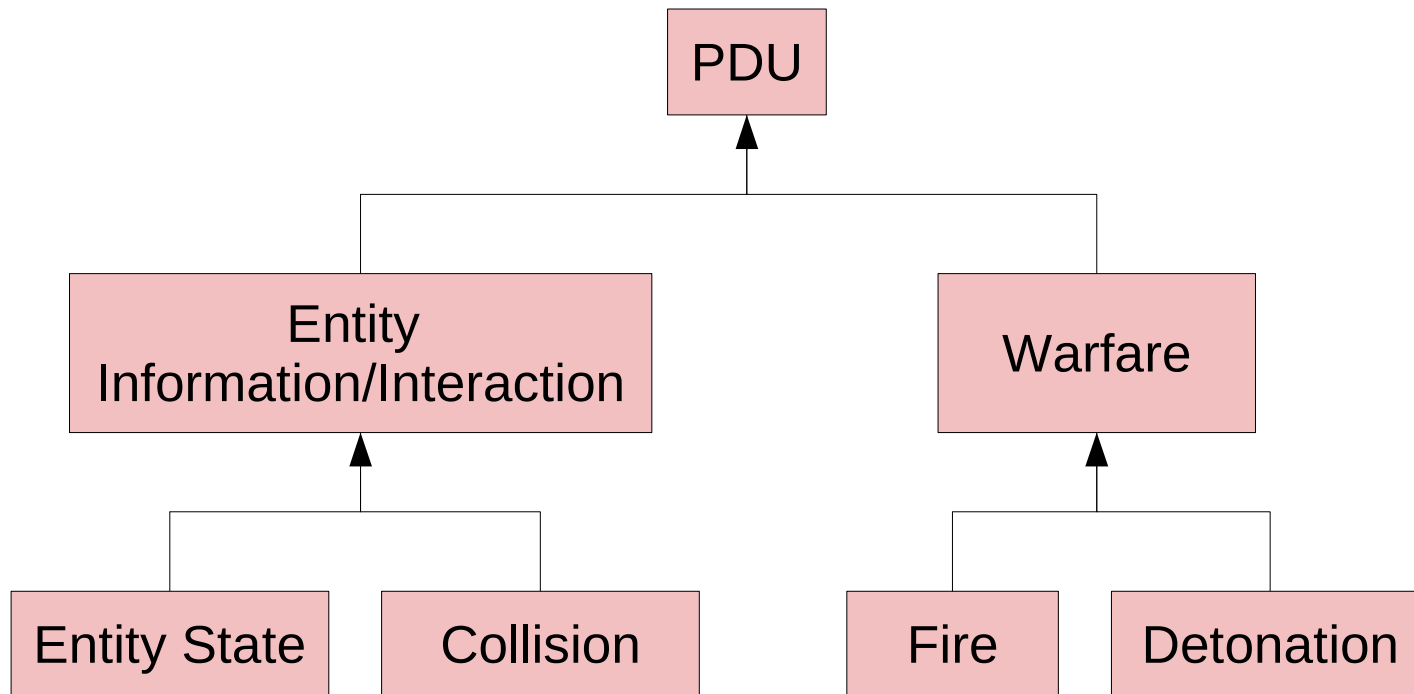 PDU
Entity
Information/Interaction
Warfare
Entity State
Collision
Fire
Detonation